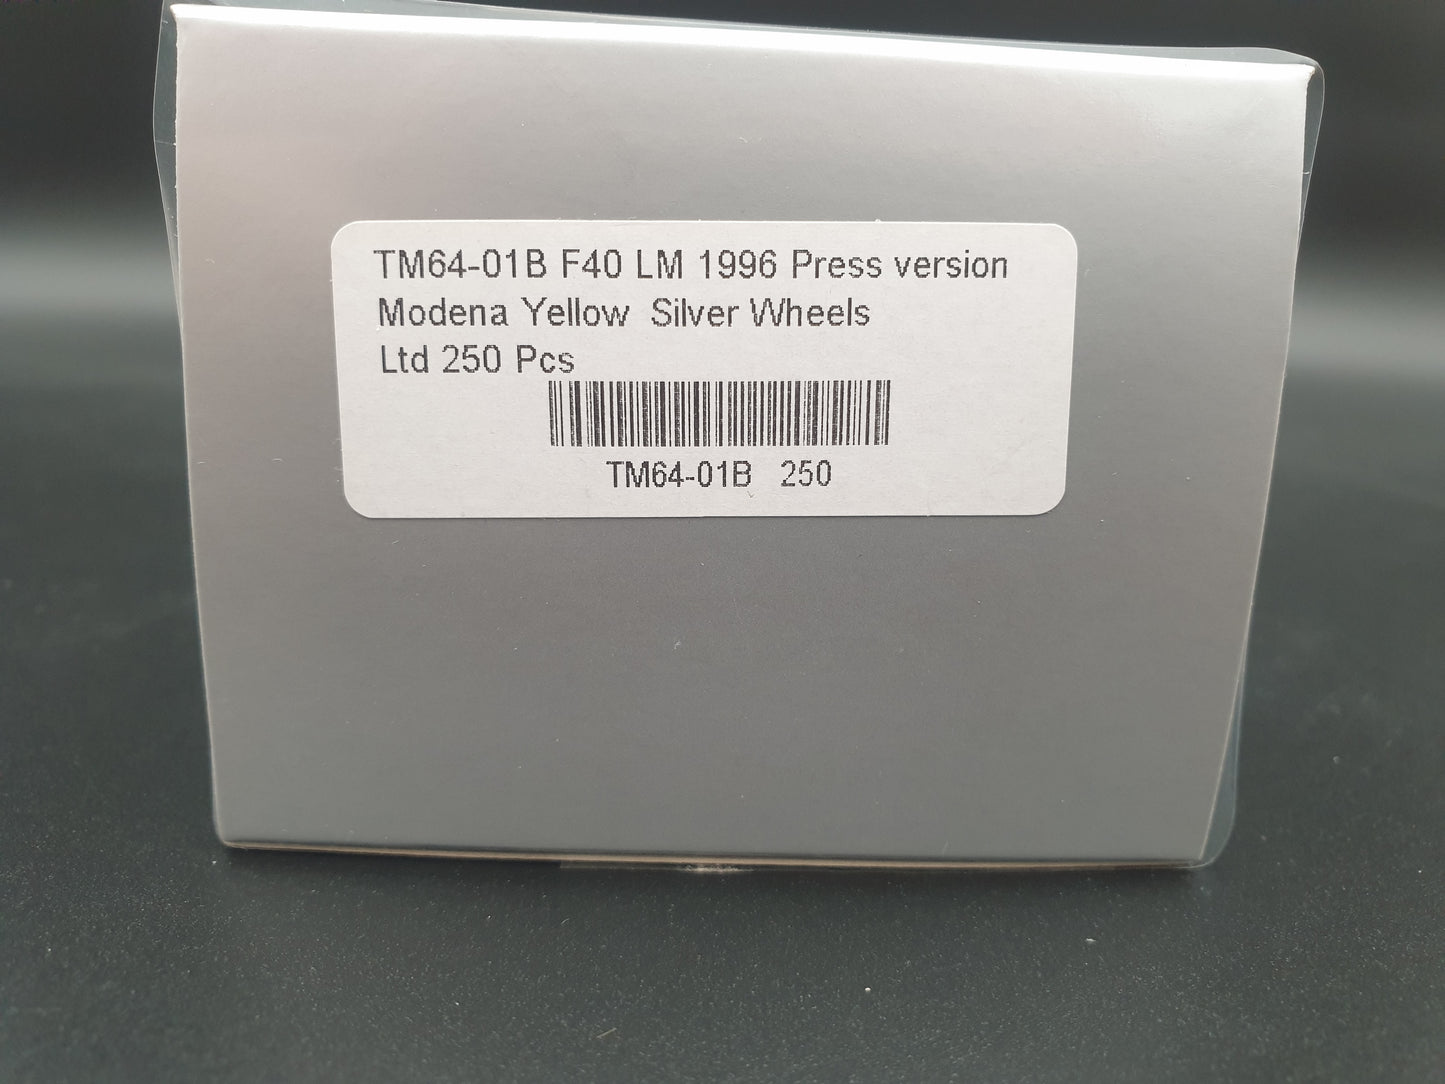 TM64-01B F40 LM 1996 Press version
Modena Yellow  Silver Wheels
Ltd 250 Pcs
TM64-01B   250